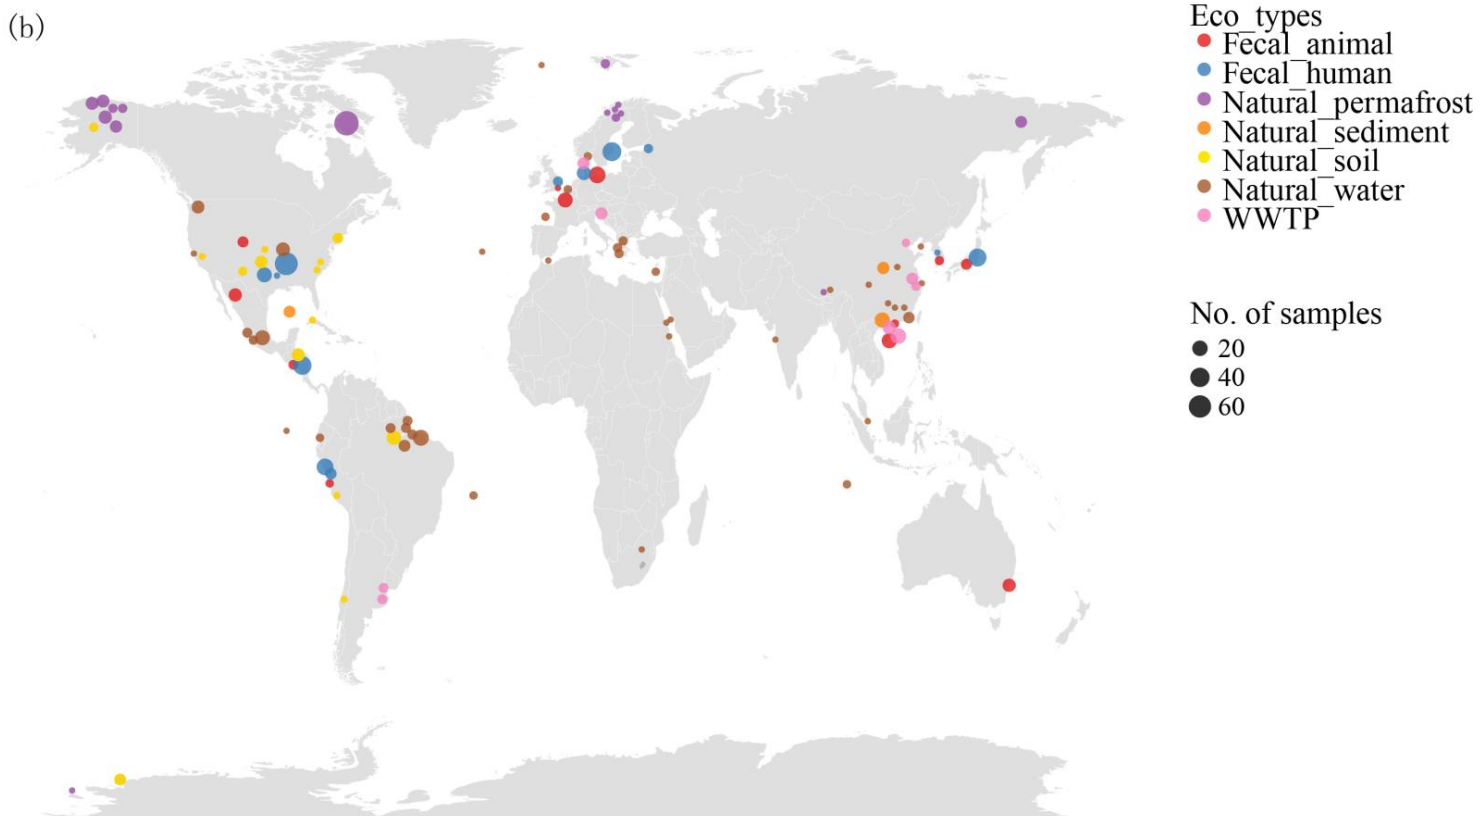 (b)
Eco_types
Fecal_animal
Fecal_human
Natural_permafrost
Natural_sediment
Natural_soil
Natural_water
WWTP
No. of samples
20
40
60